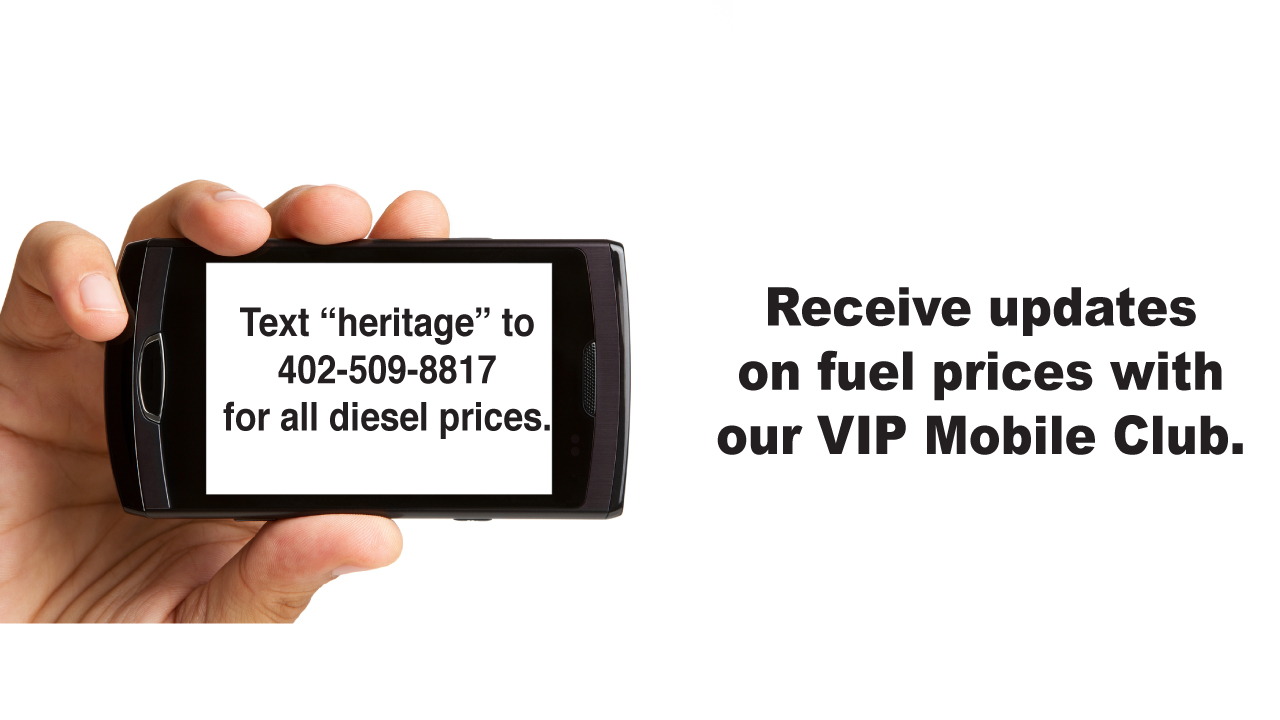 Text “heritage” to
402-509-8817
for all diesel prices.
Receive updates
on fuel prices with
our VIP Mobile Club.